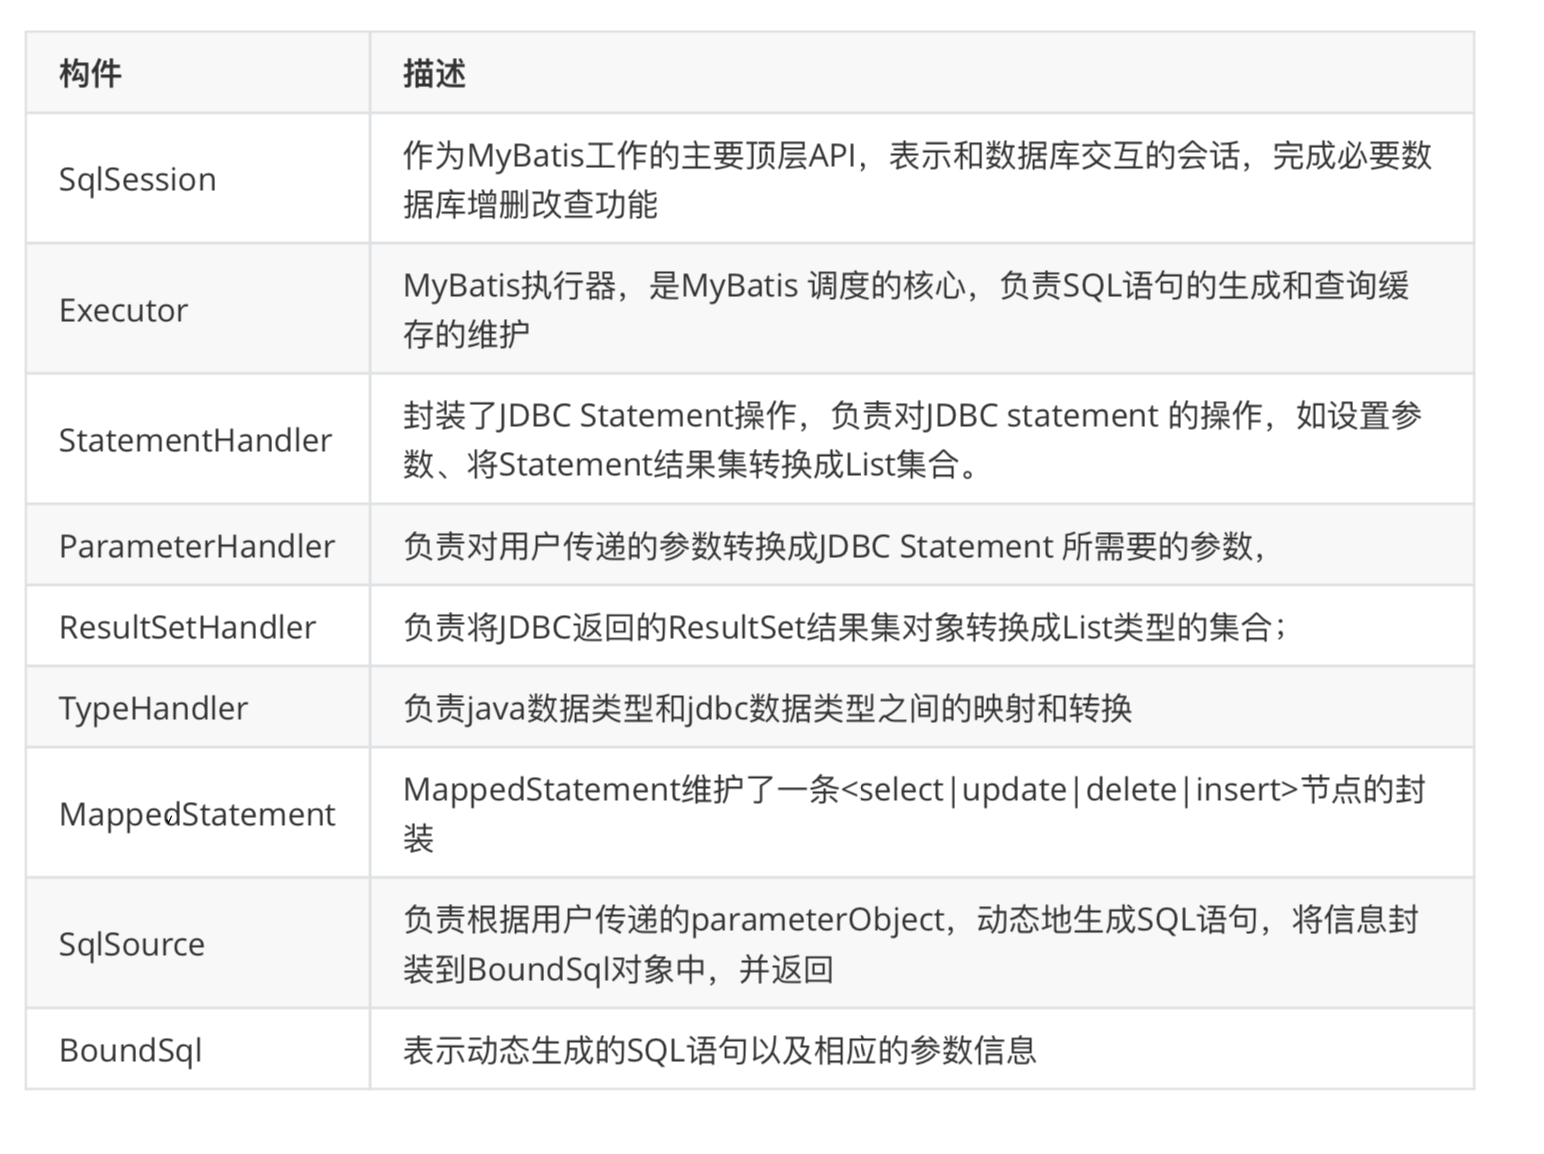 构件
描述
SqlSession
作为MyBatis工作的主要顶层API，表示和数据库交互的会话，完成必要数
据库增删改查功能
Executor
MyBatis执行器，是MyBatis 调度的核心，负责SQL语句的生成和查询缓
存的维护
StatementHandler
封装了JDBC Statement操作，负责对JDBC statement 的操作，如设置参
数、将Statement结果集转换成List集合。
ParameterHandler
负责对用户传递的参数转换成JDBC Statement 所需要的参数，
ResultSetHandler
负责将JDBC返回的ResultSet结果集对象转换成List类型的集合；
TypeHandler
负责java数据类型和jdbc数据类型之间的映射和转换
MappedStatement
MappedStatement维护了一条<select|update|delete|insert>节点的封
装
SqlSource
负责根据用户传递的parameterObject，动态地生成SQL语句，将信息封
装到BoundSql对象中，并返回
BoundSql
表示动态生成的SQL语句以及相应的参数信息